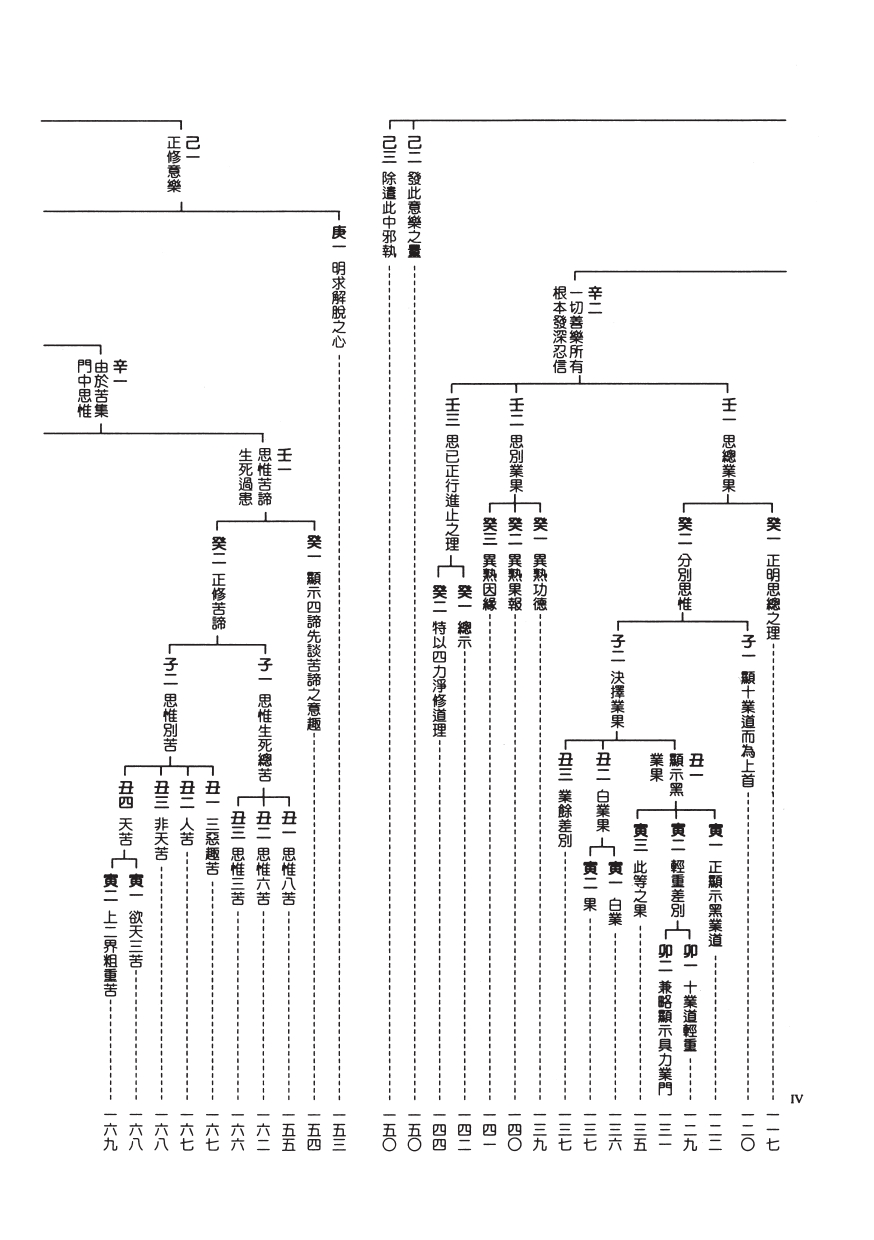 IV
辛二
一切善樂所有
根本發深忍信
壬一 思總業果
癸一 正明思總之理 一一七
癸二 分別思惟
子一 顯十業道而為上首 一二〇
子二 決擇業果
丑一
顯示黑
業果
寅一 正顯示黑業道 一二二
寅二 輕重差別
卯一 十業道輕重 一二九
卯二 兼略顯示具力業門 一三一
寅三 此等之果 一三五
丑二 白業果
寅一 白業 一三六
寅二 果 一三七
丑三 業餘差別 一三七
壬二 思別業果
癸一 異熟功德 一三九
癸二 異熟果報 一四〇
癸三 異熟因緣 一四一
壬三 思已正行進止之理
癸一 總示 一四二
癸二 特以四力淨修道理 一四四
己二 發此意樂之量 一五〇
己三 除遣此中邪執 一五〇
己一
正修意樂
庚一 明求解脫之心 一五三
辛一
由於苦集
門中思惟
壬一
思惟苦諦
生死過患
癸一 顯示四諦先談苦諦之意趣 一五四
癸二 正修苦諦
子一 思惟生死總苦
丑一 思惟八苦 一五五
丑二 思惟六苦 一六二
丑三 思惟三苦 一六六
子二 思惟別苦
丑一 三惡趣苦 一六七
丑二 人苦 一六七
丑三 非天苦 一六八
丑四 天苦
寅一 欲天三苦 一六八
寅二 上二界粗重苦 一六九